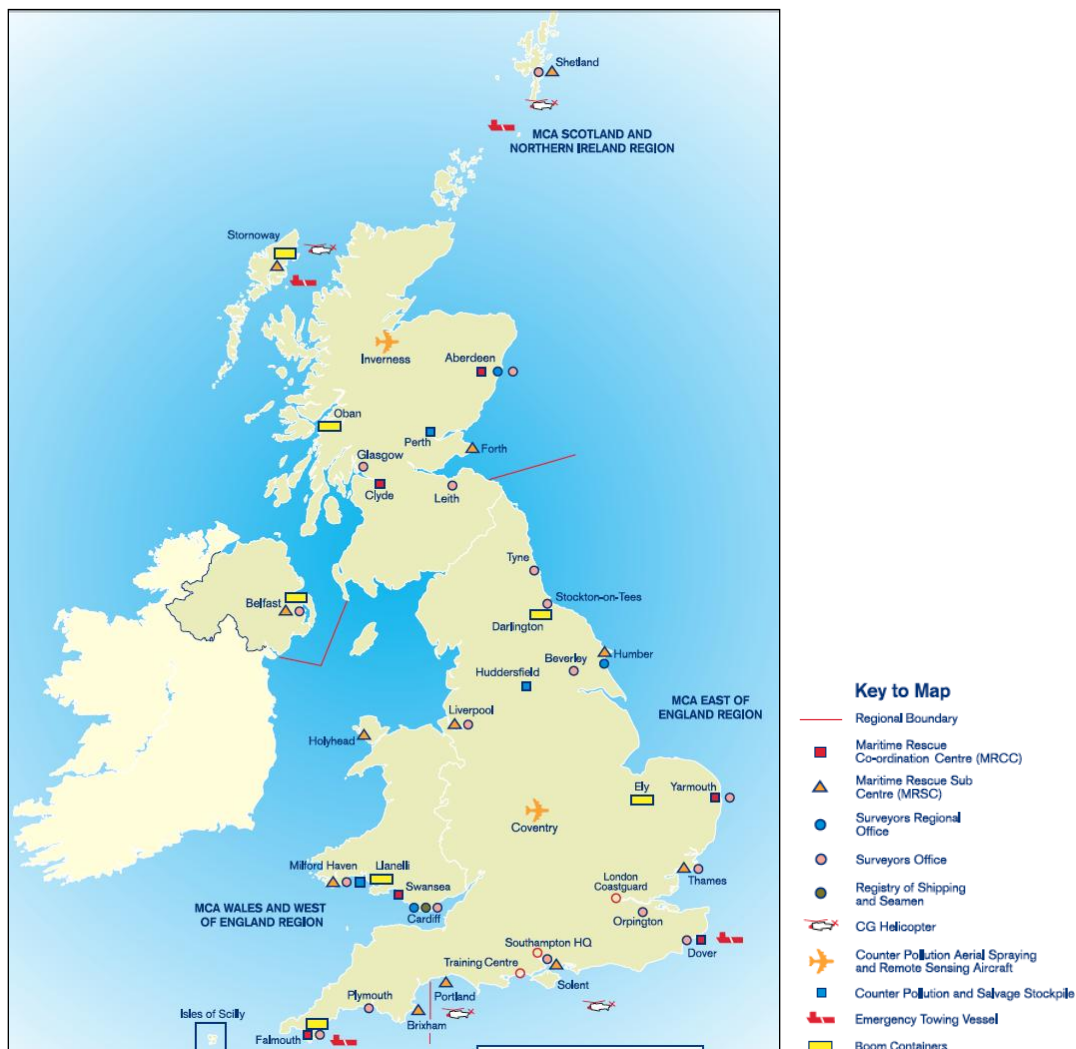 Shetland
MCA SCOTLAND AND
NORTHERN IRELAND REGION
Stornoway
Inverness
Aberdeen
Oban
Perth
Forth
Glasgow
Clyde
Leith
Tyne
Stockton-on-Tees
Belfast
Darlington
Humber
Beverley
Huddersfield
MCA EAST OF
ENGLAND REGION
Liverpool
Holyhead
Ely
Yarmouth
Coventry
Milford Haven
Llanelli
Swansea
Cardiff
MCA WALES AND WEST
OF ENGLAND REGION
Thames
London
Coastguard
Orpington
Dover
Southampton HQ
Training Centre
Solent
Portland
Plymouth
Brixham
Isles of Scilly
Falmouth
Key to Map
Regional Boundary
Maritime Rescue
Co-ordination Centre (MRCC)
Maritime Rescue Sub
Centre (MRSC)
Surveyors Regional
Office
Surveyors Office
Registry of Shipping
and Seamen
CG Helicopter
Counter Pollution Aerial Spraying
and Remote Sensing Aircraft
Counter Pollution and Salvage Stockpile
Emergency Towing Vessel
Boom Containers